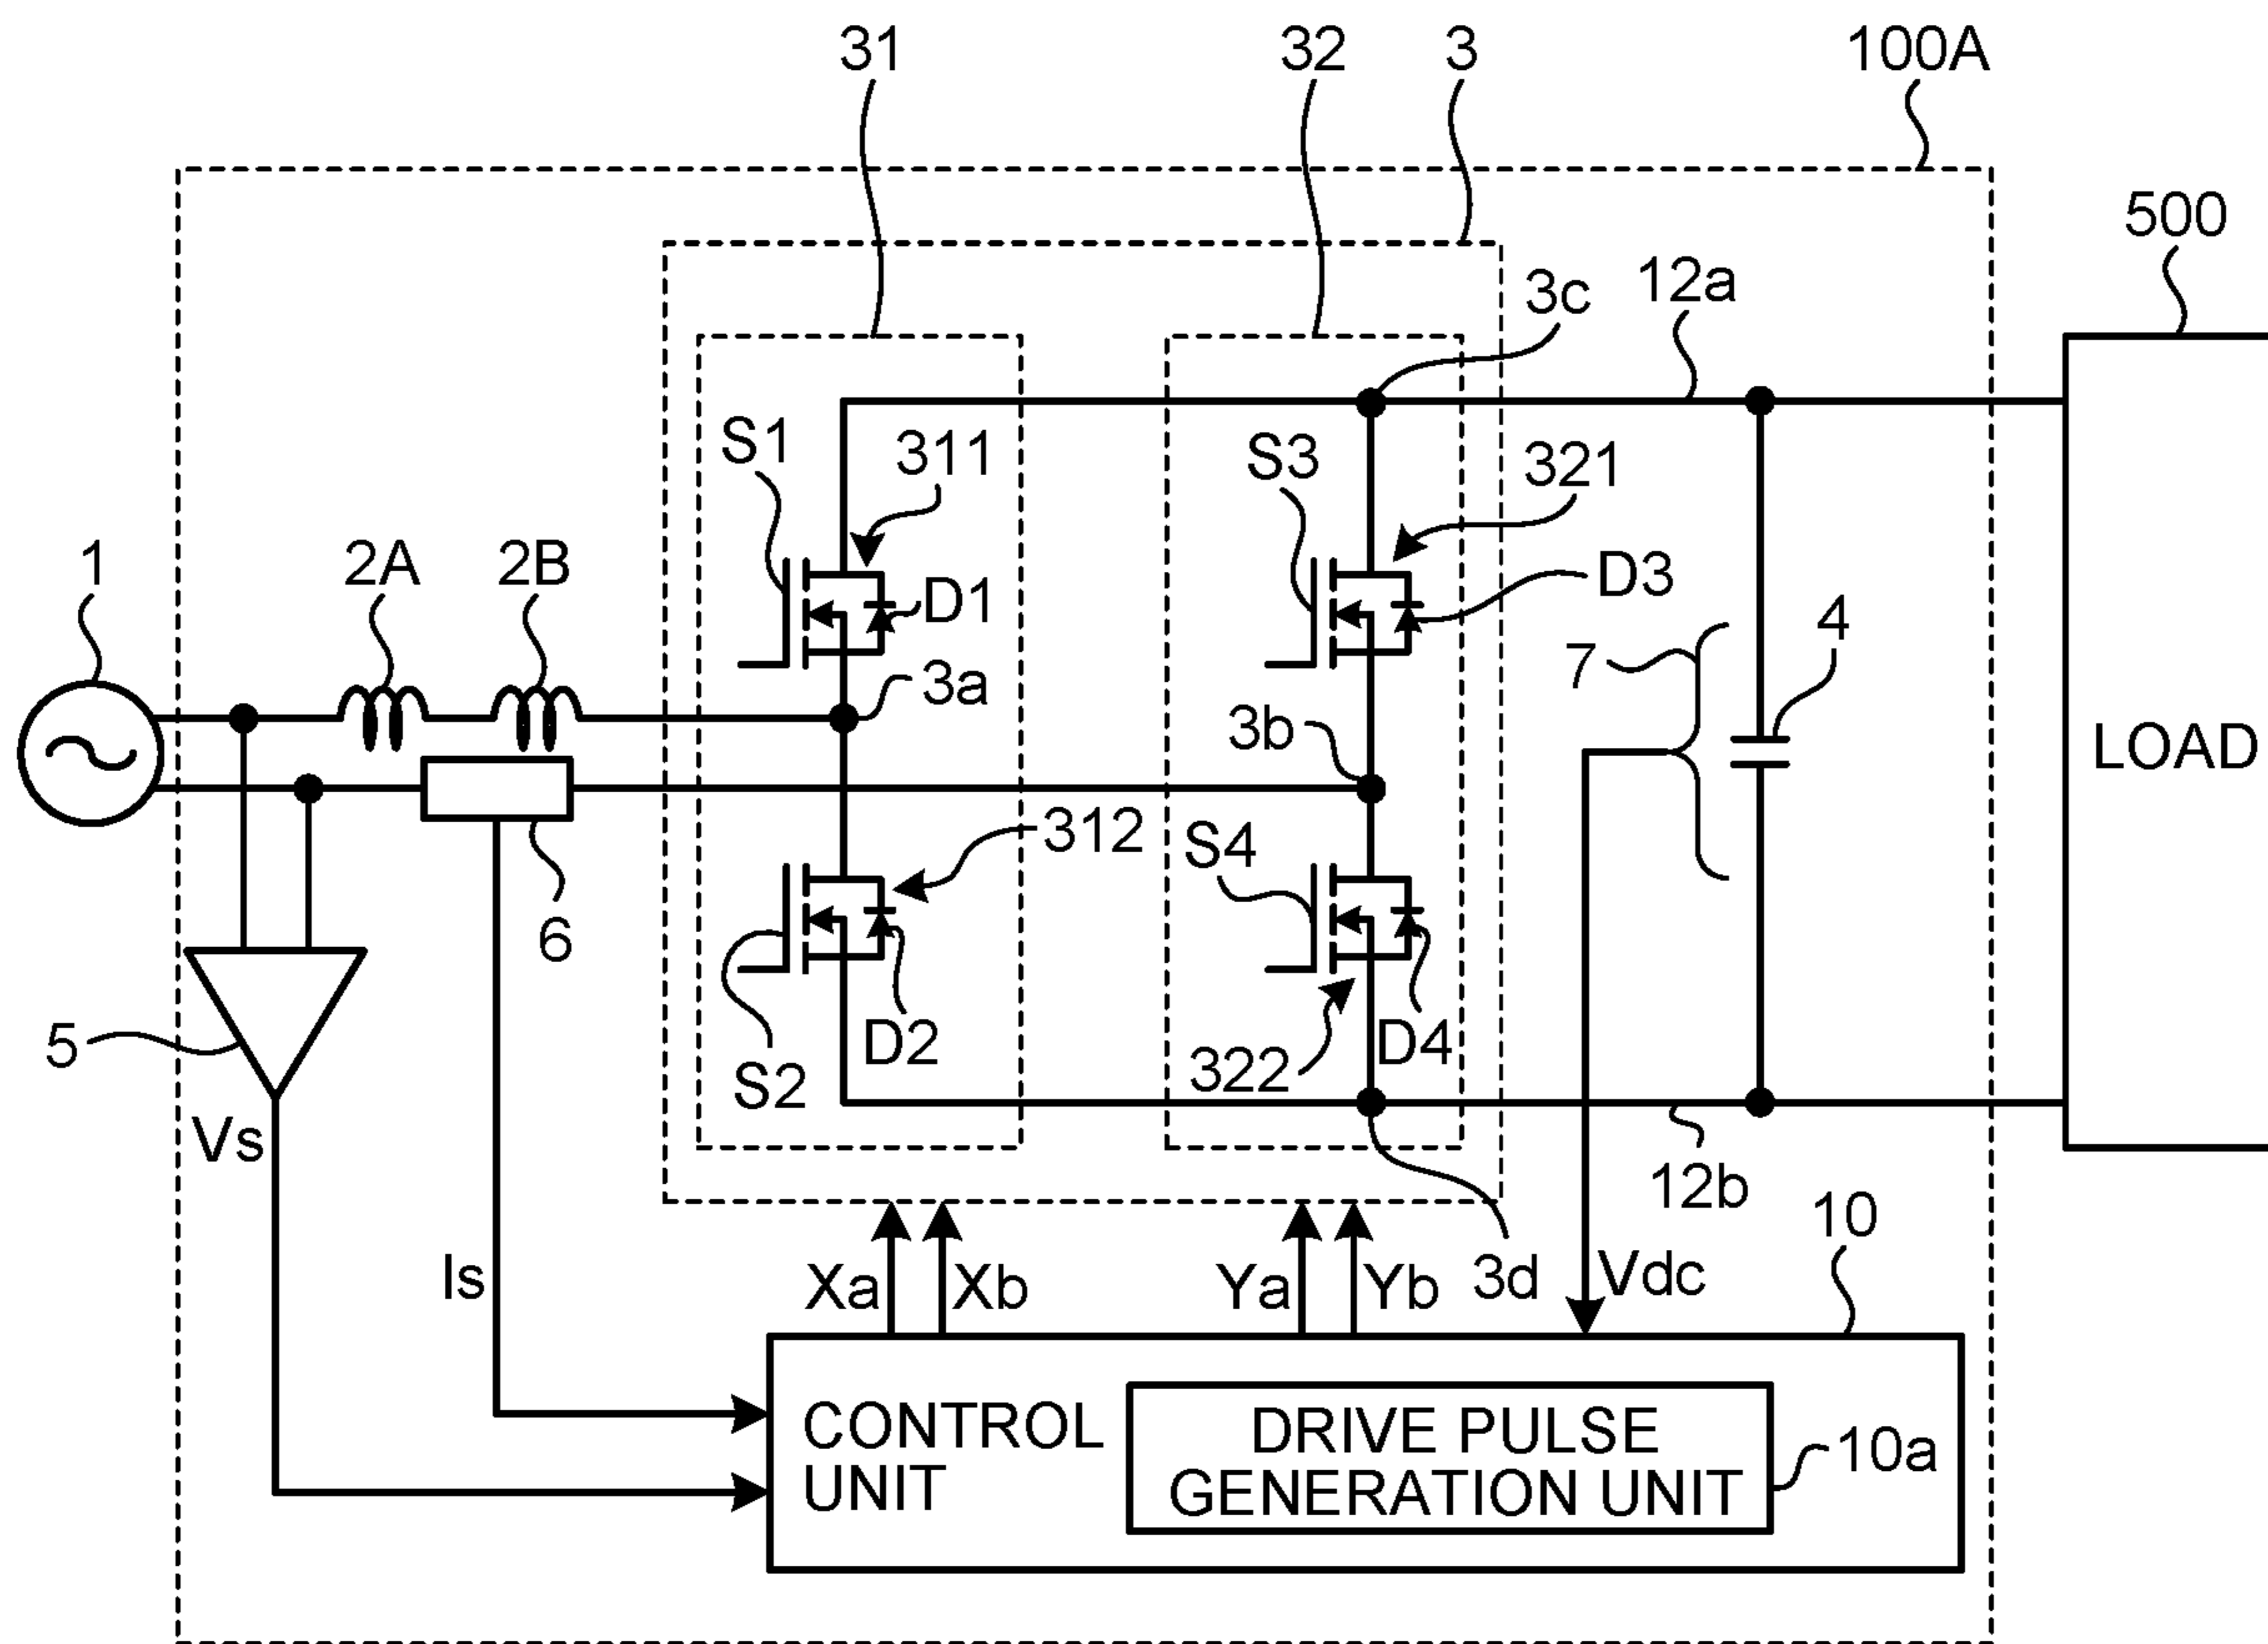 31
32
3
100A
500
3c
12a
S1
311
S3
321
1
2A
2B
D1
D3
3a
7
4
3b
LOAD
312
S4
6
5
D2
D4
S2
322
Vs
12b
10
Is
Xa
Xb
Ya
Yb
3d
Vdc
CONTROL
UNIT
DRIVE PULSE
GENERATION UNIT
10a